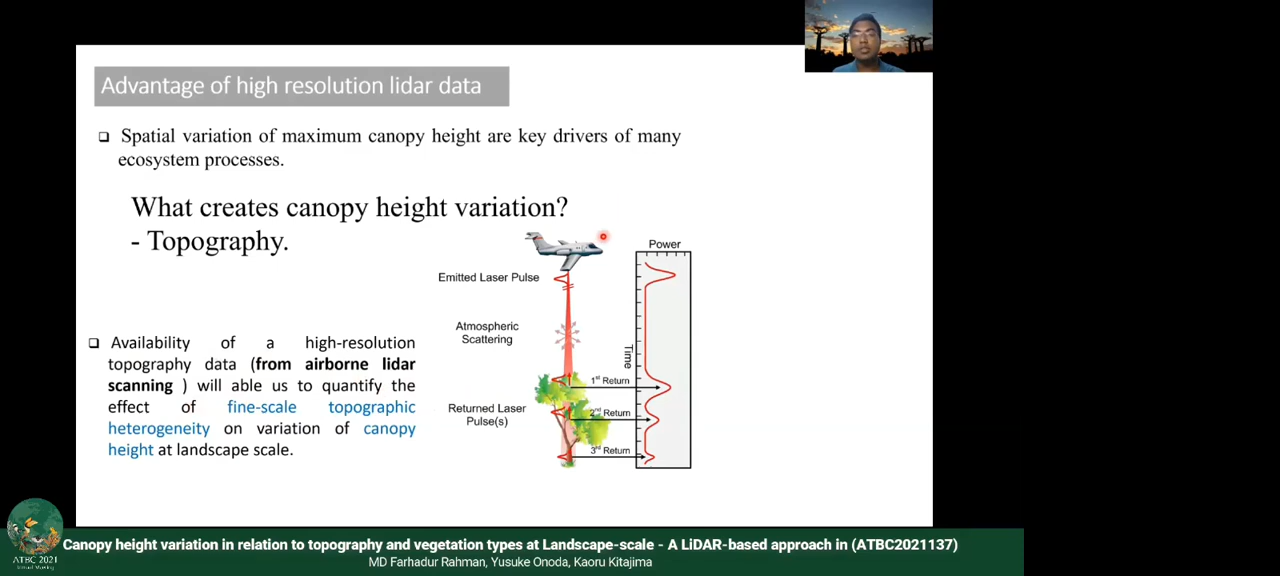 Advantage of high resolution lidar data
❑ Spatial variation of maximum canopy height are key drivers of many
ecosystem processes.
What creates canopy height variation?
- Topography.
Power
Emitted Laser Pulse
Atmospheric
Scattering
Time
1st Return
Returned Laser
Pulse(s)
2nd Return
3rd Return
❑ Availability of a high-resolution
topography data (from airborne lidar
scanning ) will able us to quantify the
effect of fine-scale topographic
heterogeneity on variation of canopy
height at landscape scale.
ATBC 2021
Canopy height variation in relation to topography and vegetation types at Landscape-scale - A LiDAR-based approach in (ATBC2021137)
MD Farhadur Rahman, Yusuke Onoda, Kaoru Kitajima